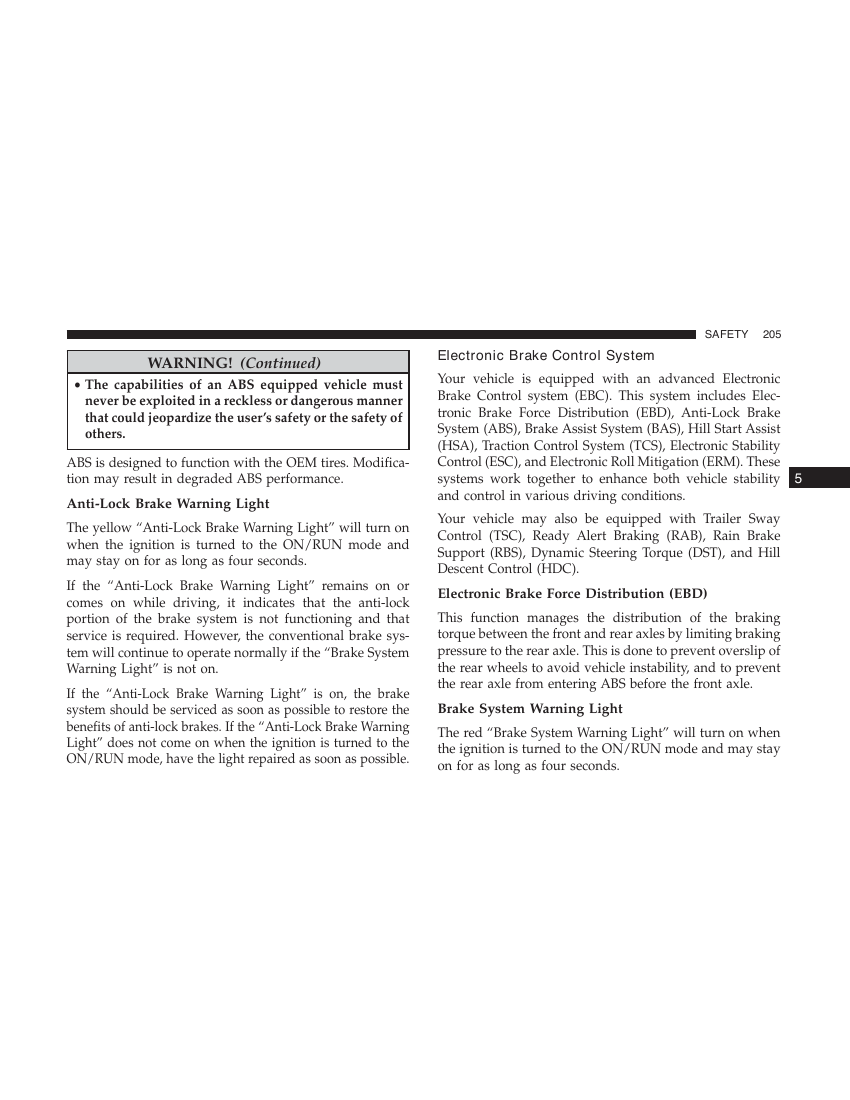 SAFETY 205
WARNING! (Continued)
• The capabilities of an ABS equipped vehicle must
never be exploited in a reckless or dangerous manner
that could jeopardize the user’s safety or the safety of
others.
ABS is designed to function with the OEM tires. Modifica-
tion may result in degraded ABS performance.
Anti-Lock Brake Warning Light
The yellow “Anti-Lock Brake Warning Light” will turn on
when the ignition is turned to the ON/RUN mode and
may stay on for as long as four seconds.
If the “Anti-Lock Brake Warning Light” remains on or
comes on while driving, it indicates that the anti-lock
portion of the brake system is not functioning and that
service is required. However, the conventional brake sys-
tem will continue to operate normally if the “Brake System
Warning Light” is not on.
If the “Anti-Lock Brake Warning Light” is on, the brake
system should be serviced as soon as possible to restore the
benefits of anti-lock brakes. If the “Anti-Lock Brake Warning
Light” does not come on when the ignition is turned to the
ON/RUN mode, have the light repaired as soon as possible.
Electronic Brake Control System
Your vehicle is equipped with an advanced Electronic
Brake Control system (EBC). This system includes Elec-
tronic Brake Force Distribution (EBD), Anti-Lock Brake
System (ABS), Brake Assist System (BAS), Hill Start Assist
(HSA), Traction Control System (TCS), Electronic Stability
Control (ESC), and Electronic Roll Mitigation (ERM). These
systems work together to enhance both vehicle stability
and control in various driving conditions.
Your vehicle may also be equipped with Trailer Sway
Control (TSC), Ready Alert Braking (RAB), Rain Brake
Support (RBS), Dynamic Steering Torque (DST), and Hill
Descent Control (HDC).
Electronic Brake Force Distribution (EBD)
This function manages the distribution of the braking
torque between the front and rear axles by limiting braking
pressure to the rear axle. This is done to prevent overslip of
the rear wheels to avoid vehicle instability, and to prevent
the rear axle from entering ABS before the front axle.
Brake System Warning Light
The red “Brake System Warning Light” will turn on when
the ignition is turned to the ON/RUN mode and may stay
on for as long as four seconds.
5